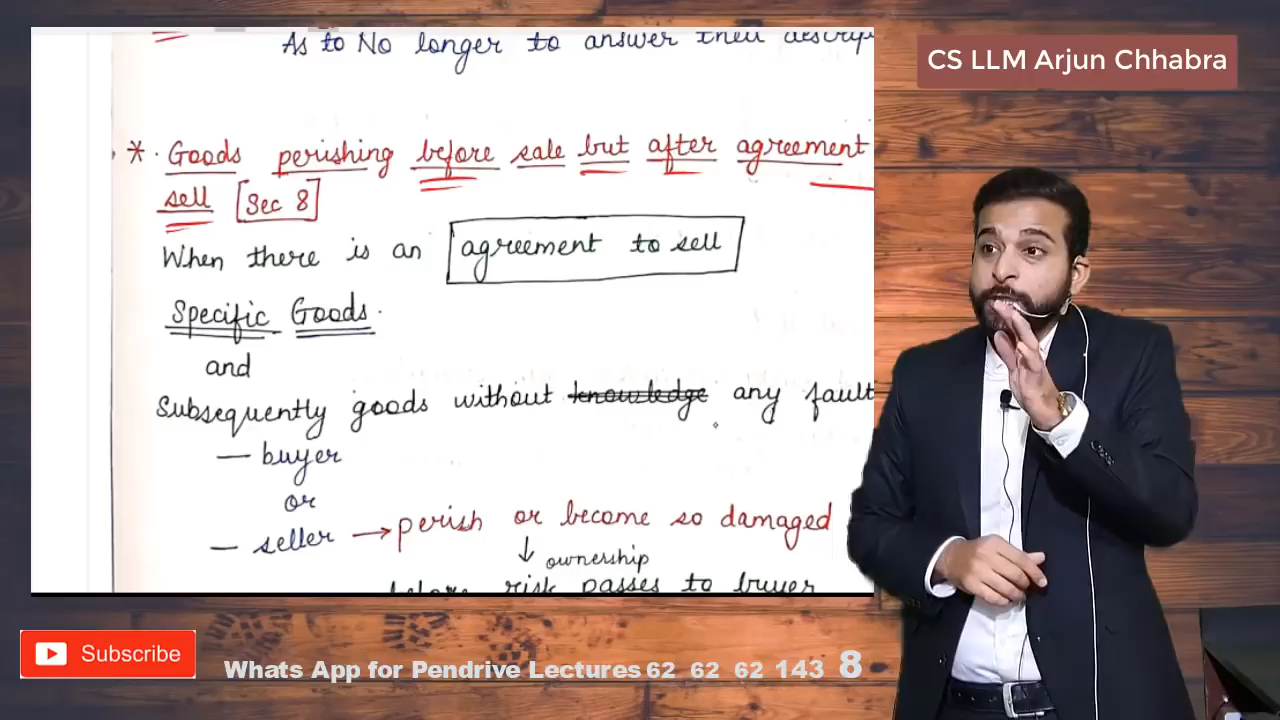 As to No longer to answer their
CS LLM Arjun Chhabra
* . Goods perishing before sale but after agreement
sell [Sec 8]
When there is an agreement to sell
Specific Goods.
and
Subsequently goods without knowledge any fault
— buyer
or
— seller → perish or become so damaged
↓ ownership
before risk passes to buyer
Subscribe
Whats App for Pendrive Lectures 62 62 62 143 8